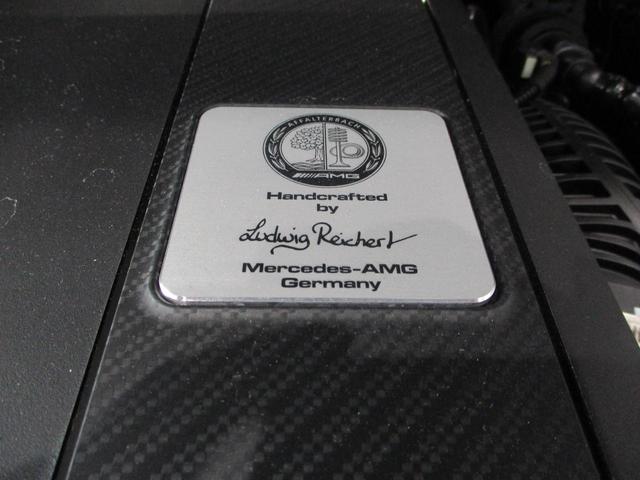 AFFALTERBACH
AMG
Handcrafted
by
Ludwig Reichert
Mercedes-AMG
Germany